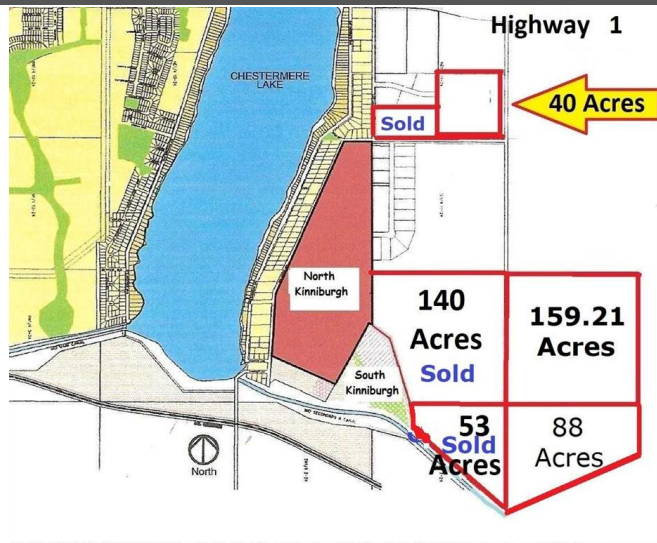 Highway 1
CHESTERMERE
LAKE
40 Acres
Sold
North
Kinniburgh
140
Acres
Sold
159.21
Acres
South
Kinniburgh
53
Sold
Acres
88
Acres
North